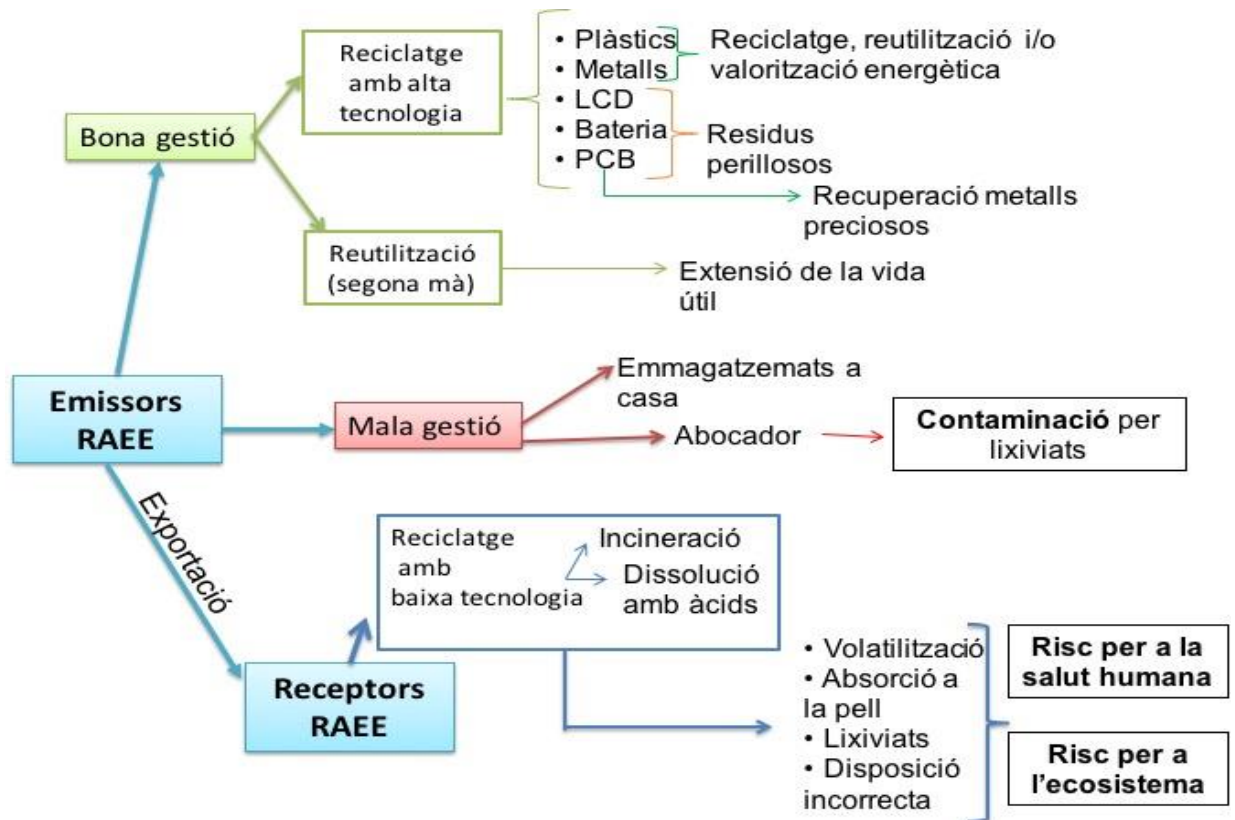 Reciclatge
amb alta
tecnologia
• Plàstics
• Metalls
• LCD
• Bateria
• PCB
Reciclatge, reutilització i/o
valorització energètica
Residus
perillosos
Recuperació metalls
preciosos
Bona gestió
Reutilització
(segona mà)
Extensió de la vida
útil
Emissors
RAEE
Mala gestió
Emmagatzemats a
casa
Abocador
Contaminació per
lixiviats
Exportació
Reciclatge
amb
baixa tecnologia
Incineració
Dissolució
amb àcids
Receptors
RAEE
• Volatilització
• Absorció a
la pell
• Lixiviats
• Disposició
incorrecta
Risc per a la
salut humana
Risc per a
l’ecosistema